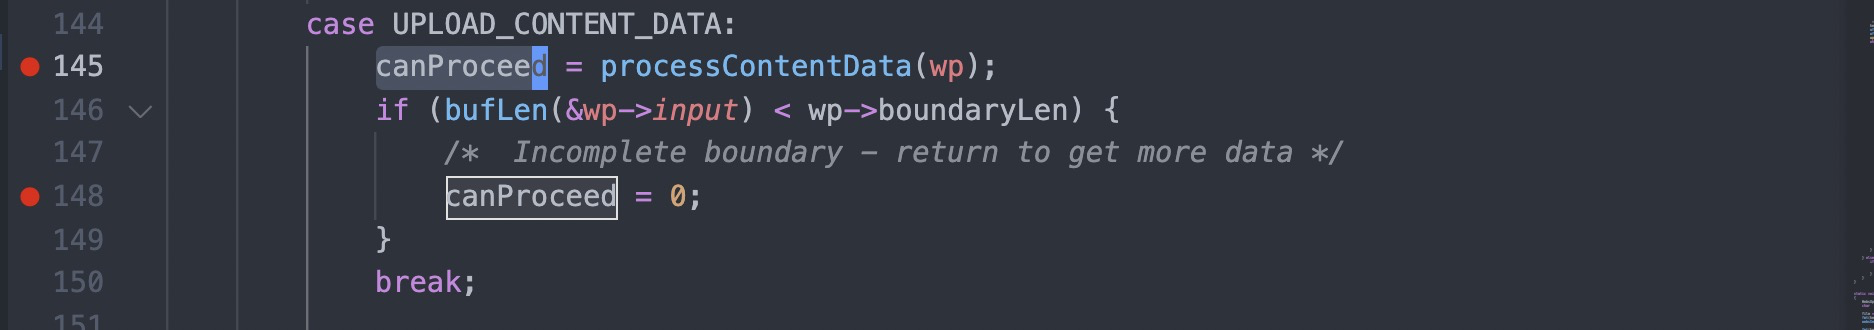 144 case UPLOAD_CONTENT_DATA:
145 canProceed = processContentData(wp);
146 if (bufLen(&wp->input) < wp->boundaryLen) {
147 /*  Incomplete boundary – return to get more data */
148 canProceed = 0;
149 }
150 break;
151